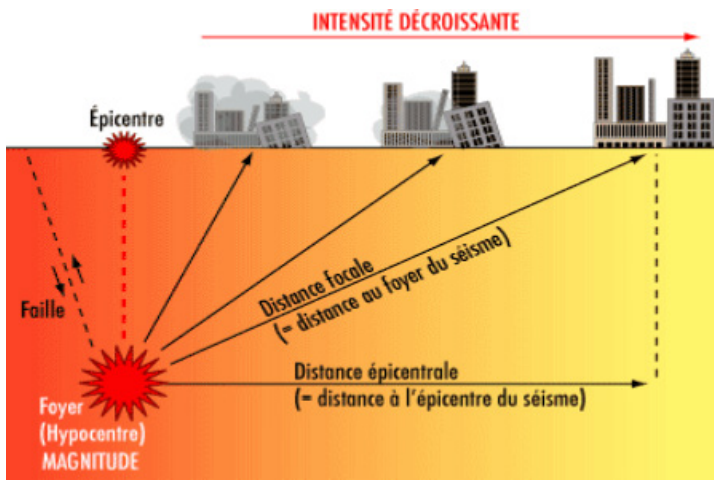 INTENSITÉ DÉCROISSANTE
Épicentre
Faille
Distance focale
(= distance au foyer du séisme)
Distance épicentrale
(= distance à l'épicentre du séisme)
Foyer
(Hypocentre)
MAGNITUDE